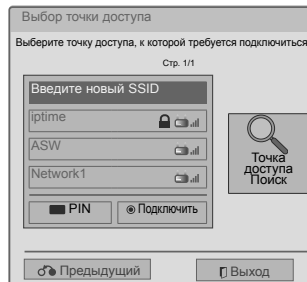 Выбор точки доступа
Выберите точку доступа, к которой требуется подключиться
Стр. 1/1
Введите новый SSID
iptime
ASW
Network1
PIN
Подключить
Точка
доступа
Поиск
Предыдущий
Выход